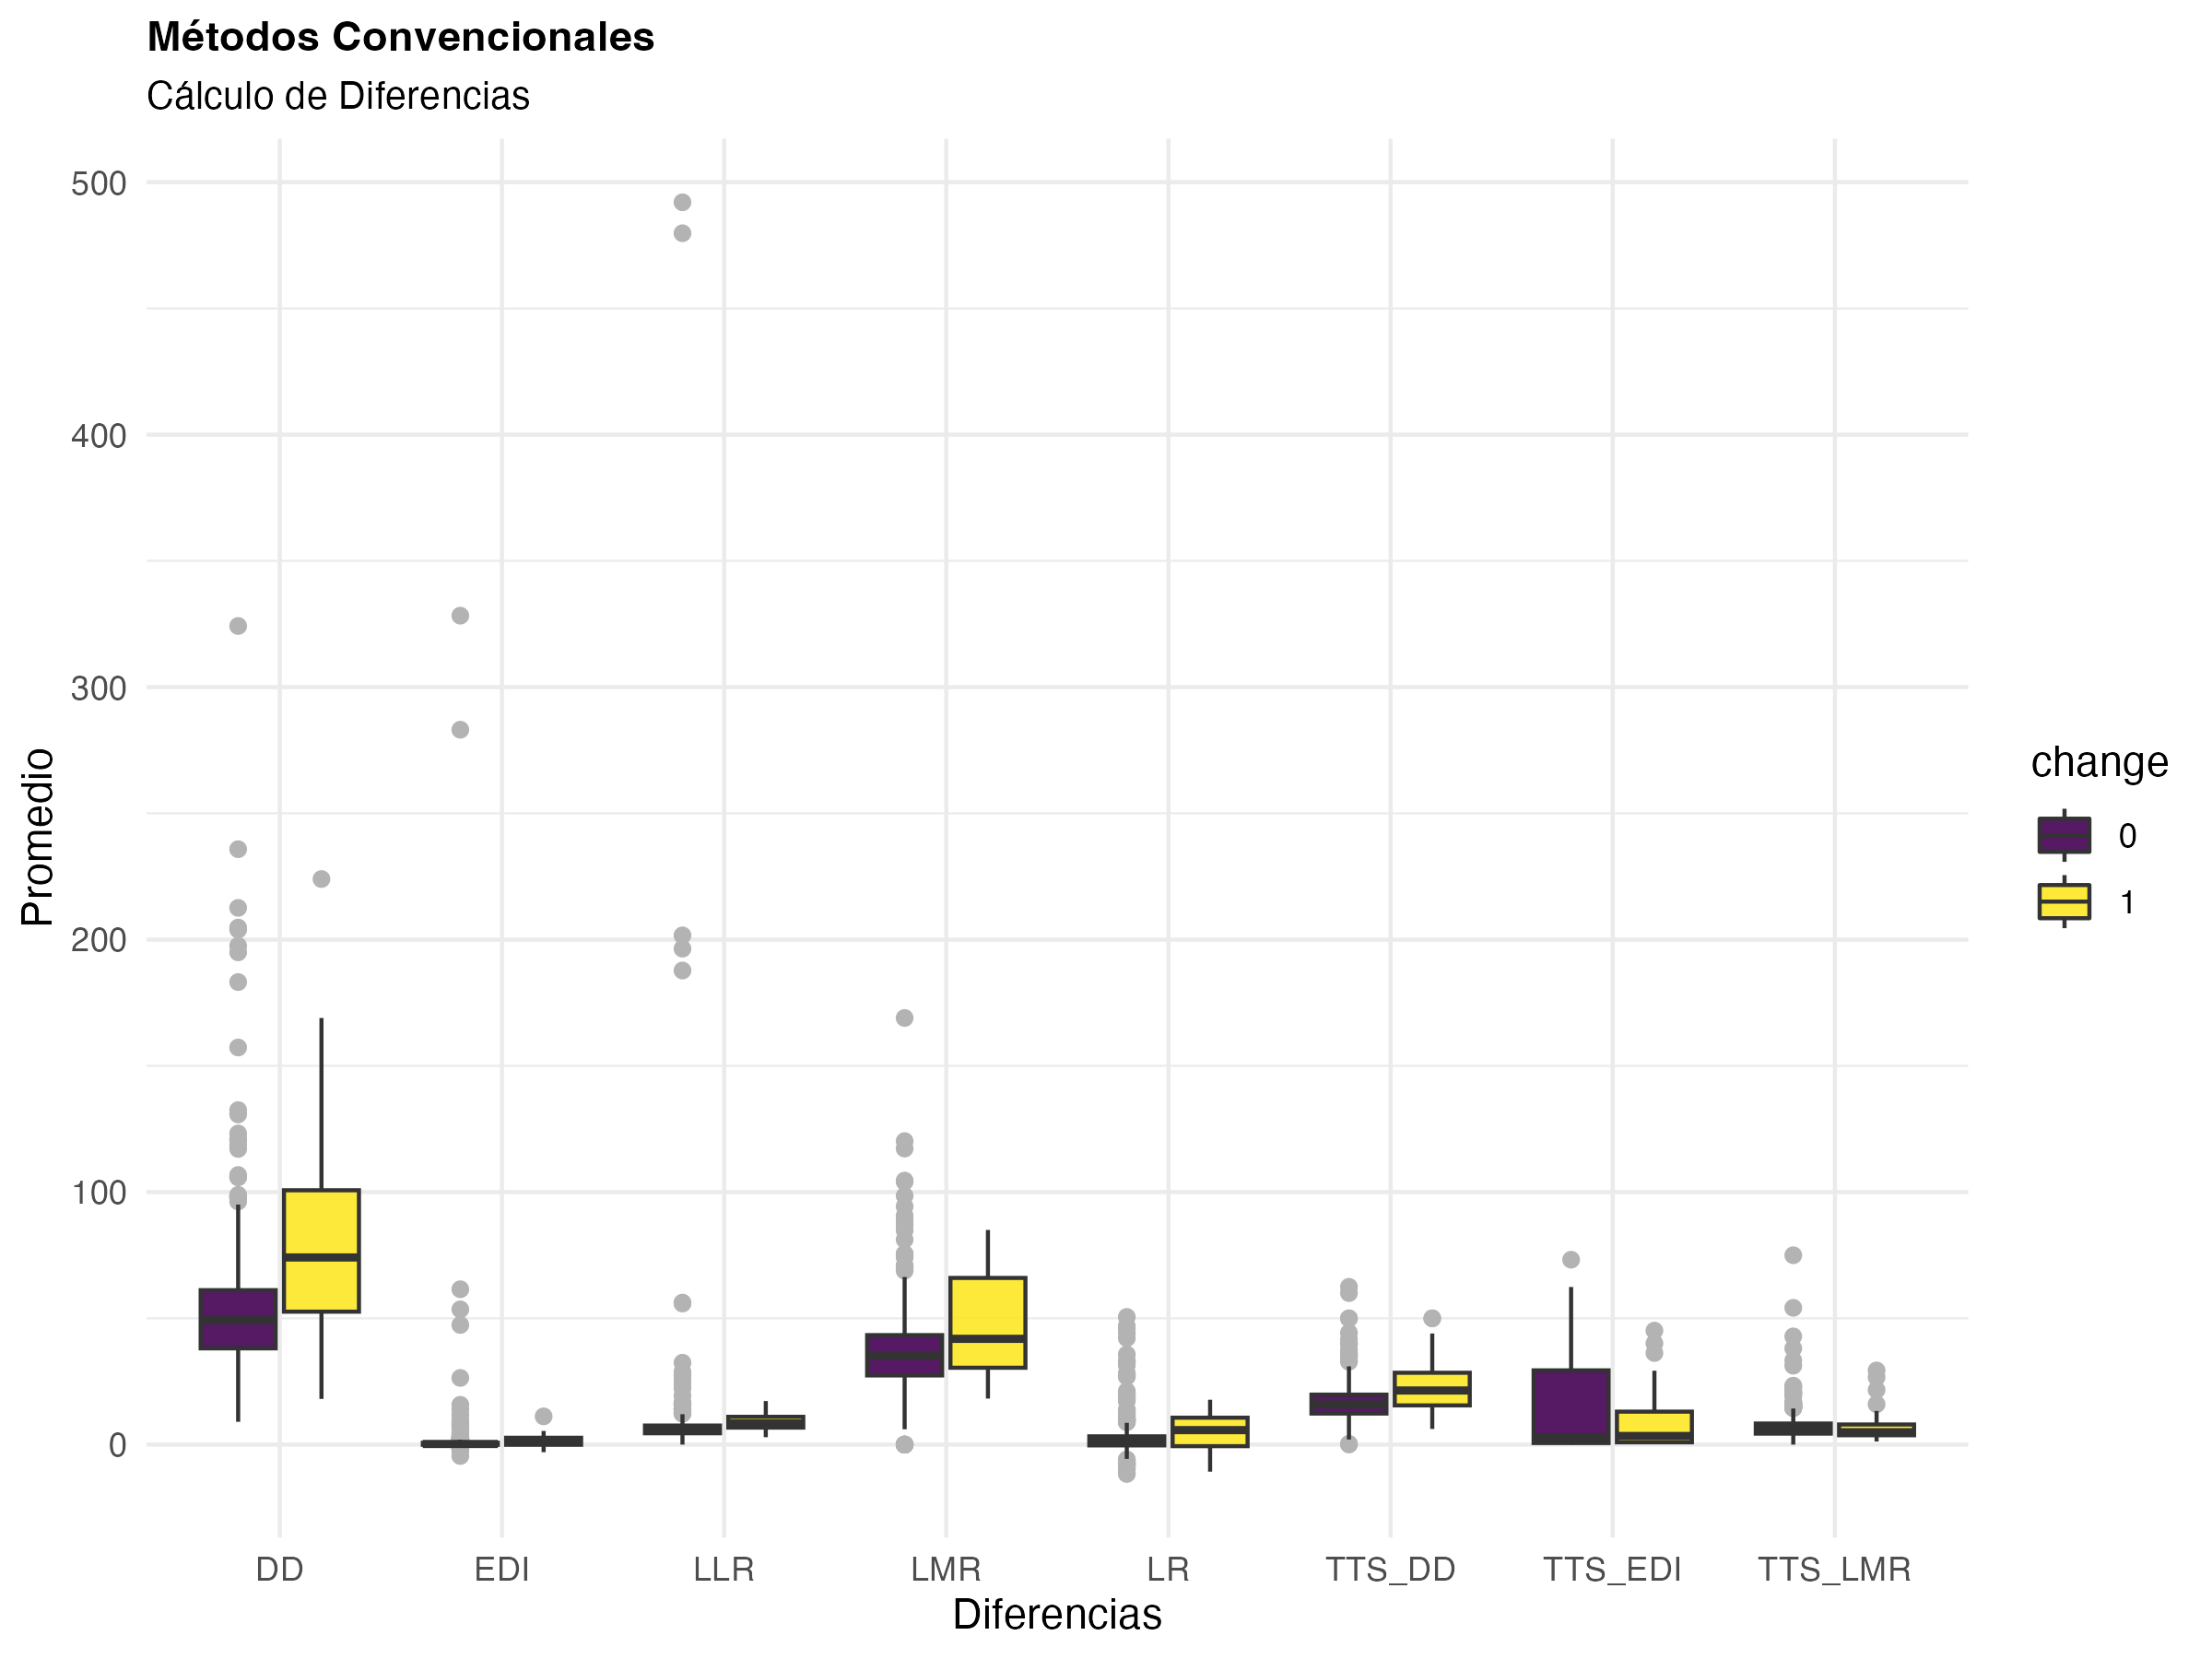 Métodos Convencionales
Cálculo de Diferencias
Promedio
500
400
300
200
100
0
DD EDI LLR LMR LR TTS_DD TTS_EDI TTS_LMR
Diferencias
change
0
1